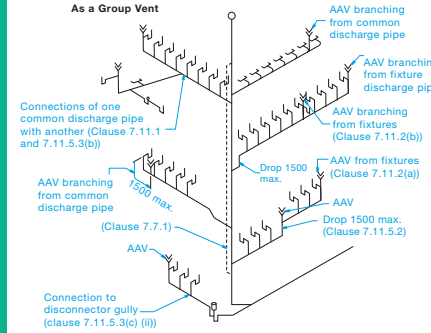 As a Group Vent
AAV branching
from common
discharge pipe
AAV branching
from fixture
discharge pip
Connections of one
common discharge pipe
with another (Clause 7.11.1
and 7.11.5.3(b))
AAV branching
from fixtures
(Clause 7.11.2(b))
Drop 1500
max.
AAV from fixtures
(Clause 7.11.2(a))
AAV branching
from common
discharge pipe
1500 max.
AAV
Drop 1500 max.
(Clause 7.11.5.2)
(Clause 7.7.1)
AAV
Connection to
disconnector gully
(clause 7.11.5.3(c) (ii))